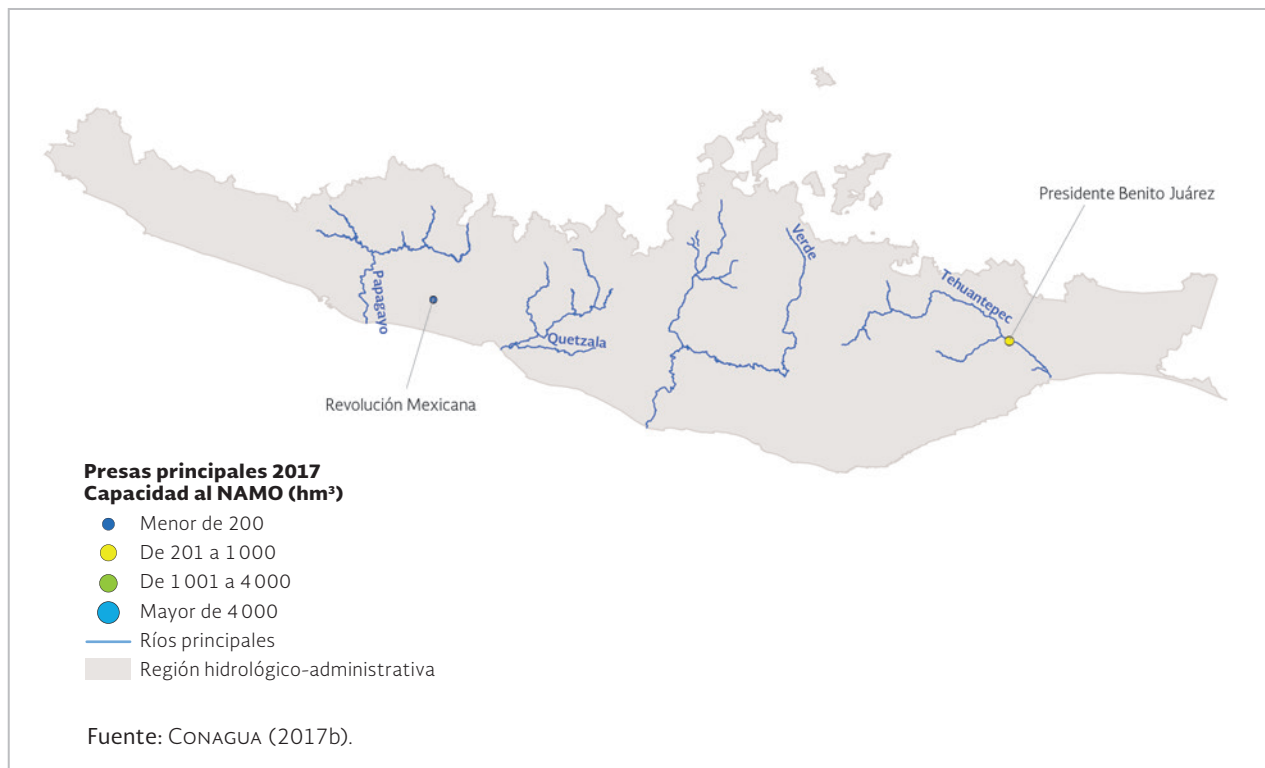 Presidente Benito Juárez
Verde
Tehuantepec
Papagayo
Quetzala
Revolución Mexicana
Presas principales 2017
Capacidad al NAMO (hm³)
Menor de 200
De 201 a 1 000
De 1 001 a 4 000
Mayor de 4 000
Ríos principales
Región hidrológico-administrativa
Fuente: CONAGUA (2017b).